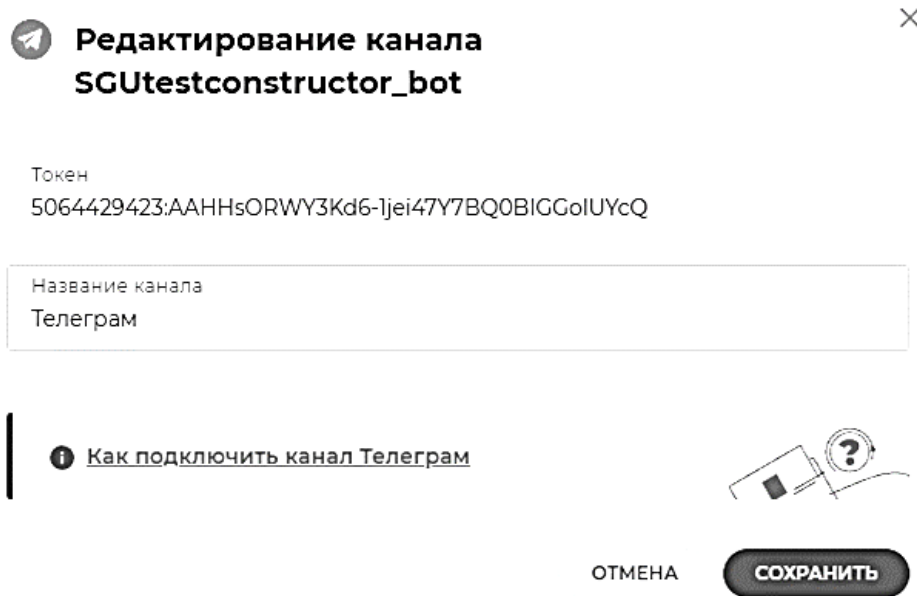 Редактирование канала
SGUtestconstructor_bot
Токен
5064429423:AAHHsORWY3Kd6-1jei47Y7BQ0BIGGolUYcQ
Название канала
Телеграм
Как подключить канал Телеграм
ОТМЕНА
СОХРАНИТЬ